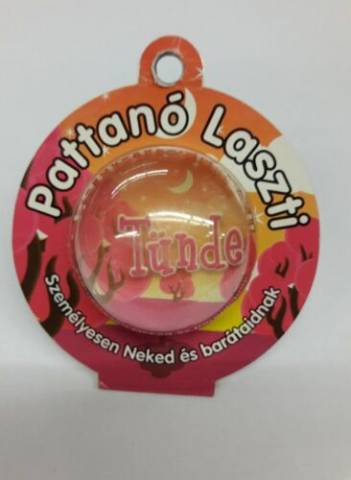 Pattanó Laszti
Tünde
Személyesen Neked és barátaidnak